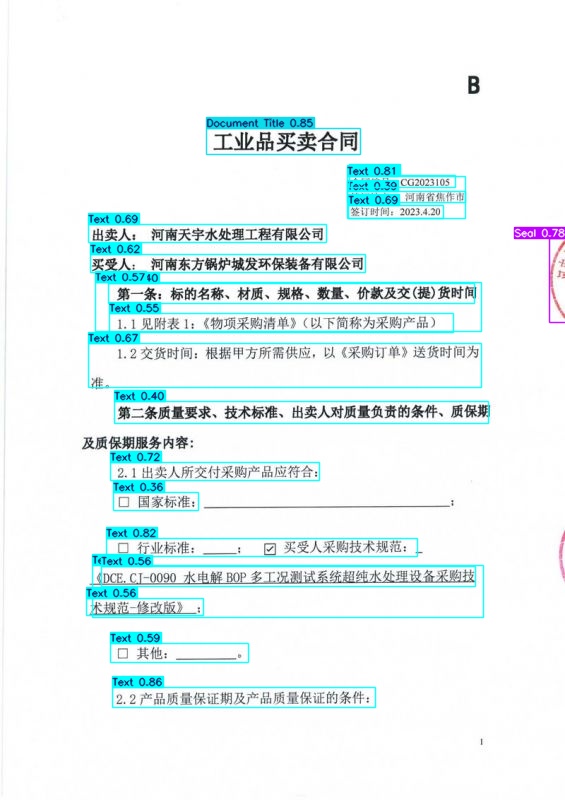 B
Document Title 0.85
工业品买卖合同
Text 0.81
CG2023105
Text 0.39
Text 0.69
河南省焦作市
签订时间：2023.4.20
Text 0.69
出卖人： 河南天宇水处理工程有限公司
Seal 0.78
Text 0.62
买受人： 河南东方锅炉城发环保装备有限公司
Text 0.57
40
第一条：标的名称、材质、规格、数量、价款及交(提)货时间
Text 0.55
1.1 见附表 1：《物项采购清单》（以下简称为采购产品）
Text 0.67
1.2 交货时间：根据甲方所需供应，以《采购订单》送货时间为
准。
Text 0.40
第二条质量要求、技术标准、出卖人对质量负责的条件、质保期
及质保期服务内容：
Text 0.72
2.1 出卖人所交付采购产品应符合：
Text 0.36
☐ 国家标准：____________________；
Text 0.82
☐ 行业标准：_____； ☑ 买受人采购技术规范：_
Text 0.56
《DCE.CJ-0090 水电解 BOP 多工况测试系统超纯水处理设备采购技
Text 0.56
术规范-修改版》 ；
Text 0.59
☐ 其他：_________。
Text 0.86
2.2 产品质量保证期及产品质量保证的条件：
1